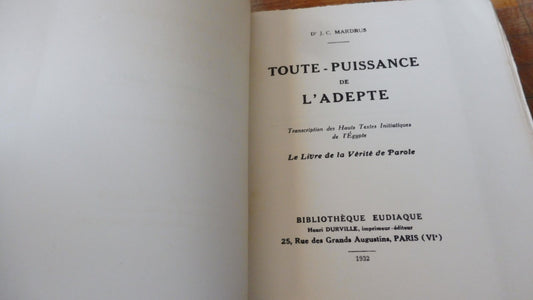 Dr J. C. MARDRUS
TOUTE-PUISSANCE
DE
L'ADEPTE
Transcription des Hauts Textes Initiatiques
de l'Égypte
Le Livre de la Vérité de Parole
BIBLIOTHÈQUE EUDIAQUE
Henri DURVILLE, imprimeur-éditeur
25, Rue des Grands Augustins, PARIS (VIe)
1932